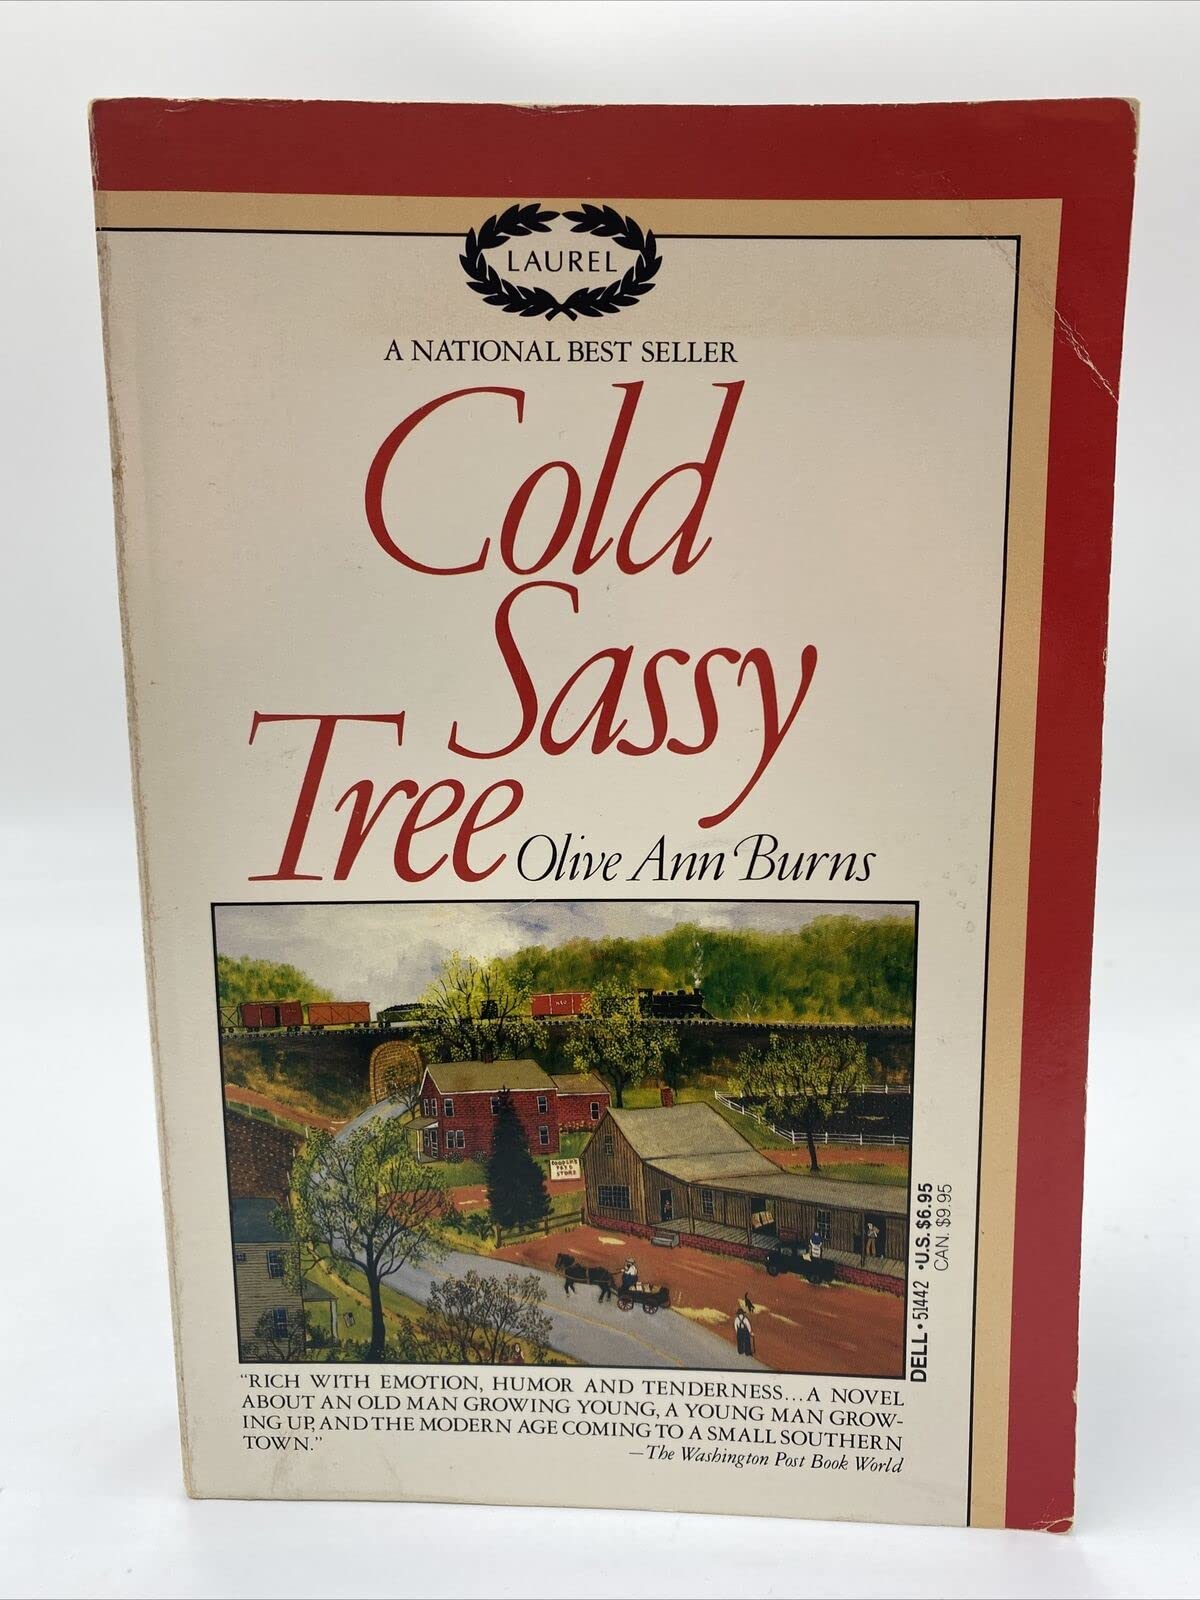 LAUREL
A NATIONAL BEST SELLER
Cold
Sassy
Tree
Olive Ann Burns
DELL • 51442 • U.S. $6.95
CAN. $9.95
"RICH WITH EMOTION, HUMOR AND TENDERNESS...A NOVEL
ABOUT AN OLD MAN GROWING YOUNG, A YOUNG MAN GROW-
ING UP, AND THE MODERN AGE COMING TO A SMALL SOUTHERN
TOWN."
—The Washington Post Book World